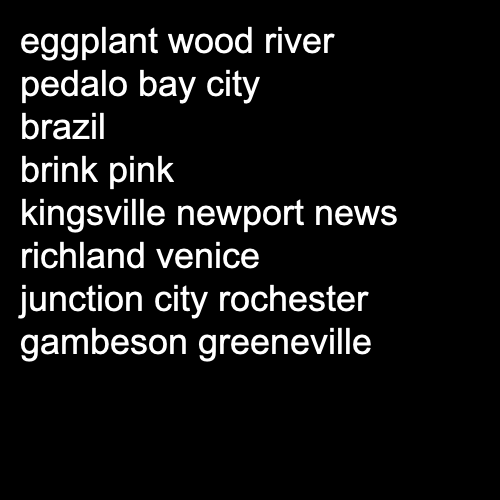 eggplant wood river
pedalo bay city
brazil
brink pink
kingsville newport news
richland venice
junction city rochester
gambeson greeneville